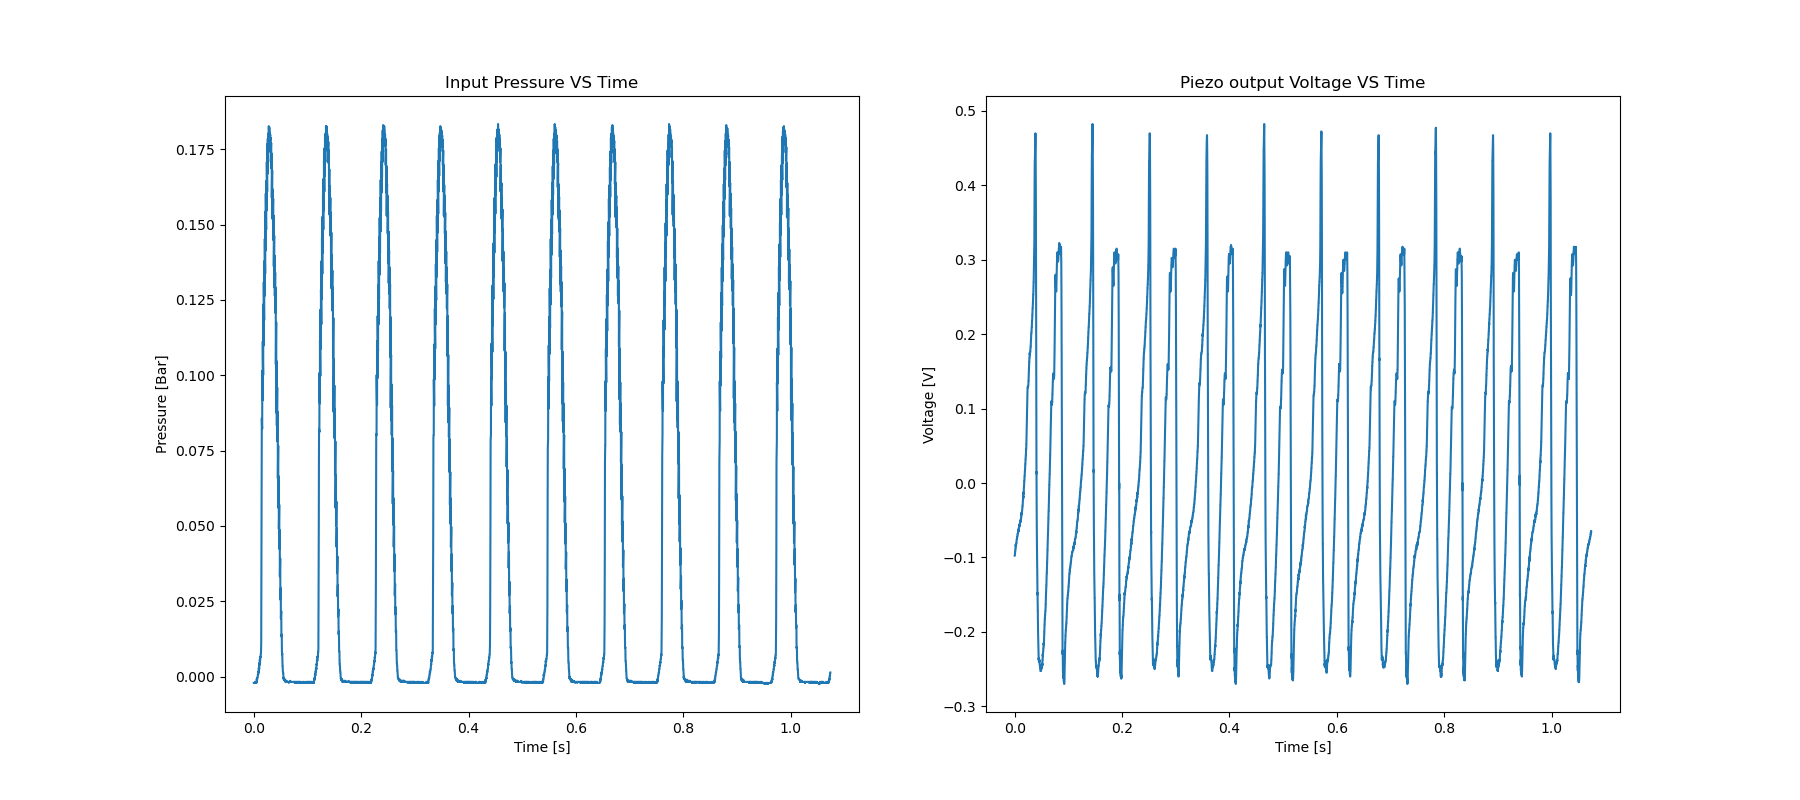 Input Pressure VS Time
Pressure [Bar]
0.175
0.150
0.125
0.100
0.075
0.050
0.025
0.000
0.0 0.2 0.4 0.6 0.8 1.0
Time [s]
Piezo output Voltage VS Time
Voltage [V]
0.5
0.4
0.3
0.2
0.1
0.0
−0.1
−0.2
−0.3
0.0 0.2 0.4 0.6 0.8 1.0
Time [s]